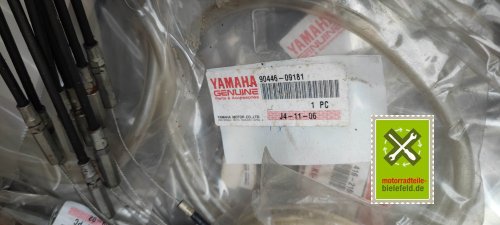 YAMAHA
GENUINE
Parts & Accessories
90446-09181
1 PC
YAMAHA MOTOR CO.,LTD.
J4-11-06
motorradteile
bielefeld.de